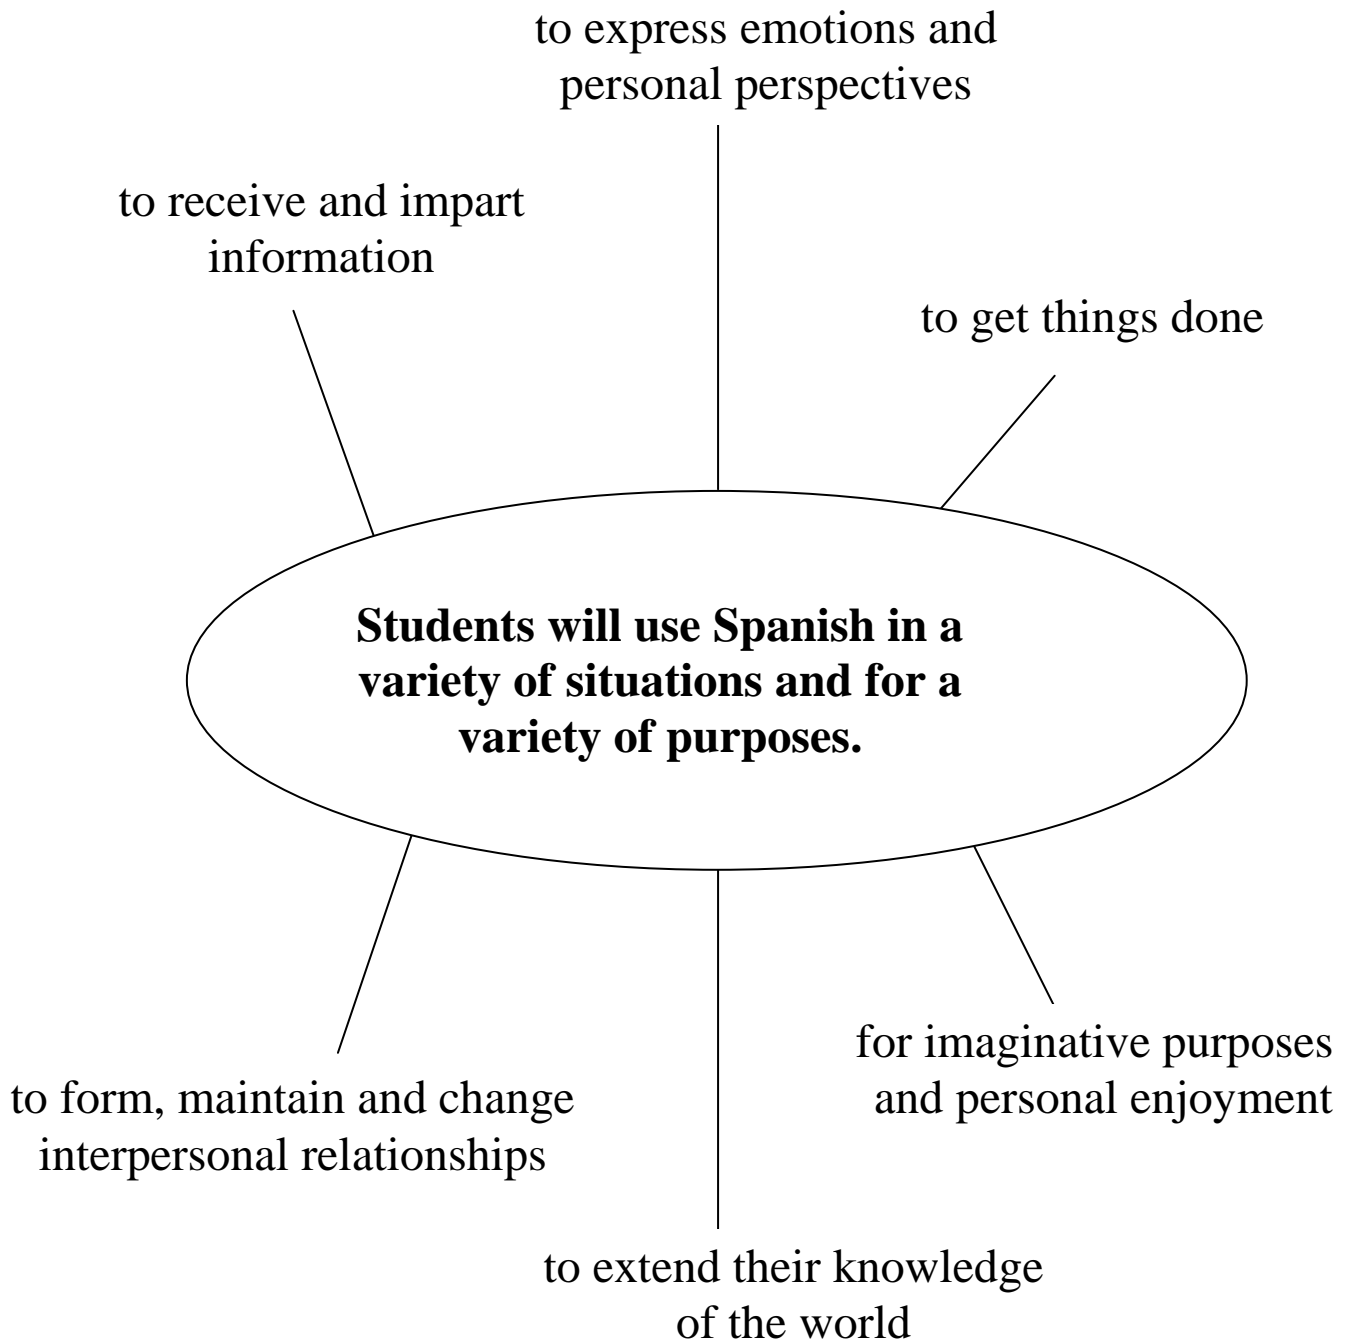 to express emotions and
personal perspectives
to receive and impart
information
to get things done
Students will use Spanish in a
variety of situations and for a
variety of purposes.
for imaginative purposes
and personal enjoyment
to form, maintain and change
interpersonal relationships
to extend their knowledge
of the world